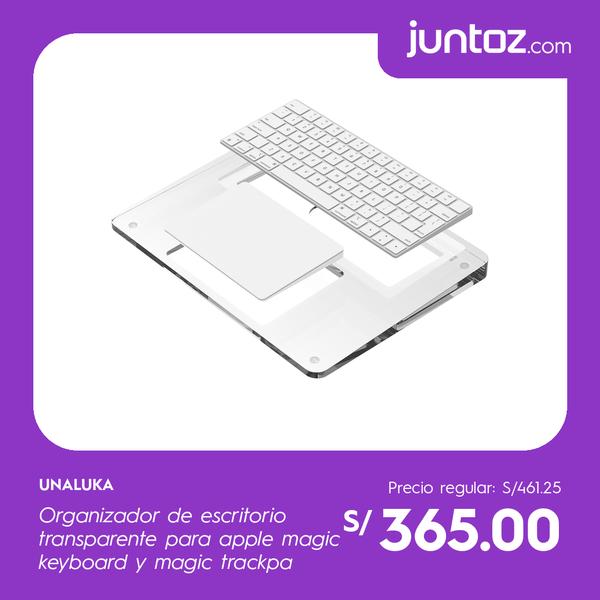 juntoz.com
UNALUKA
Organizador de escritorio
transparente para apple magic
keyboard y magic trackpa
Precio regular: S/461.25
S/ 365.00